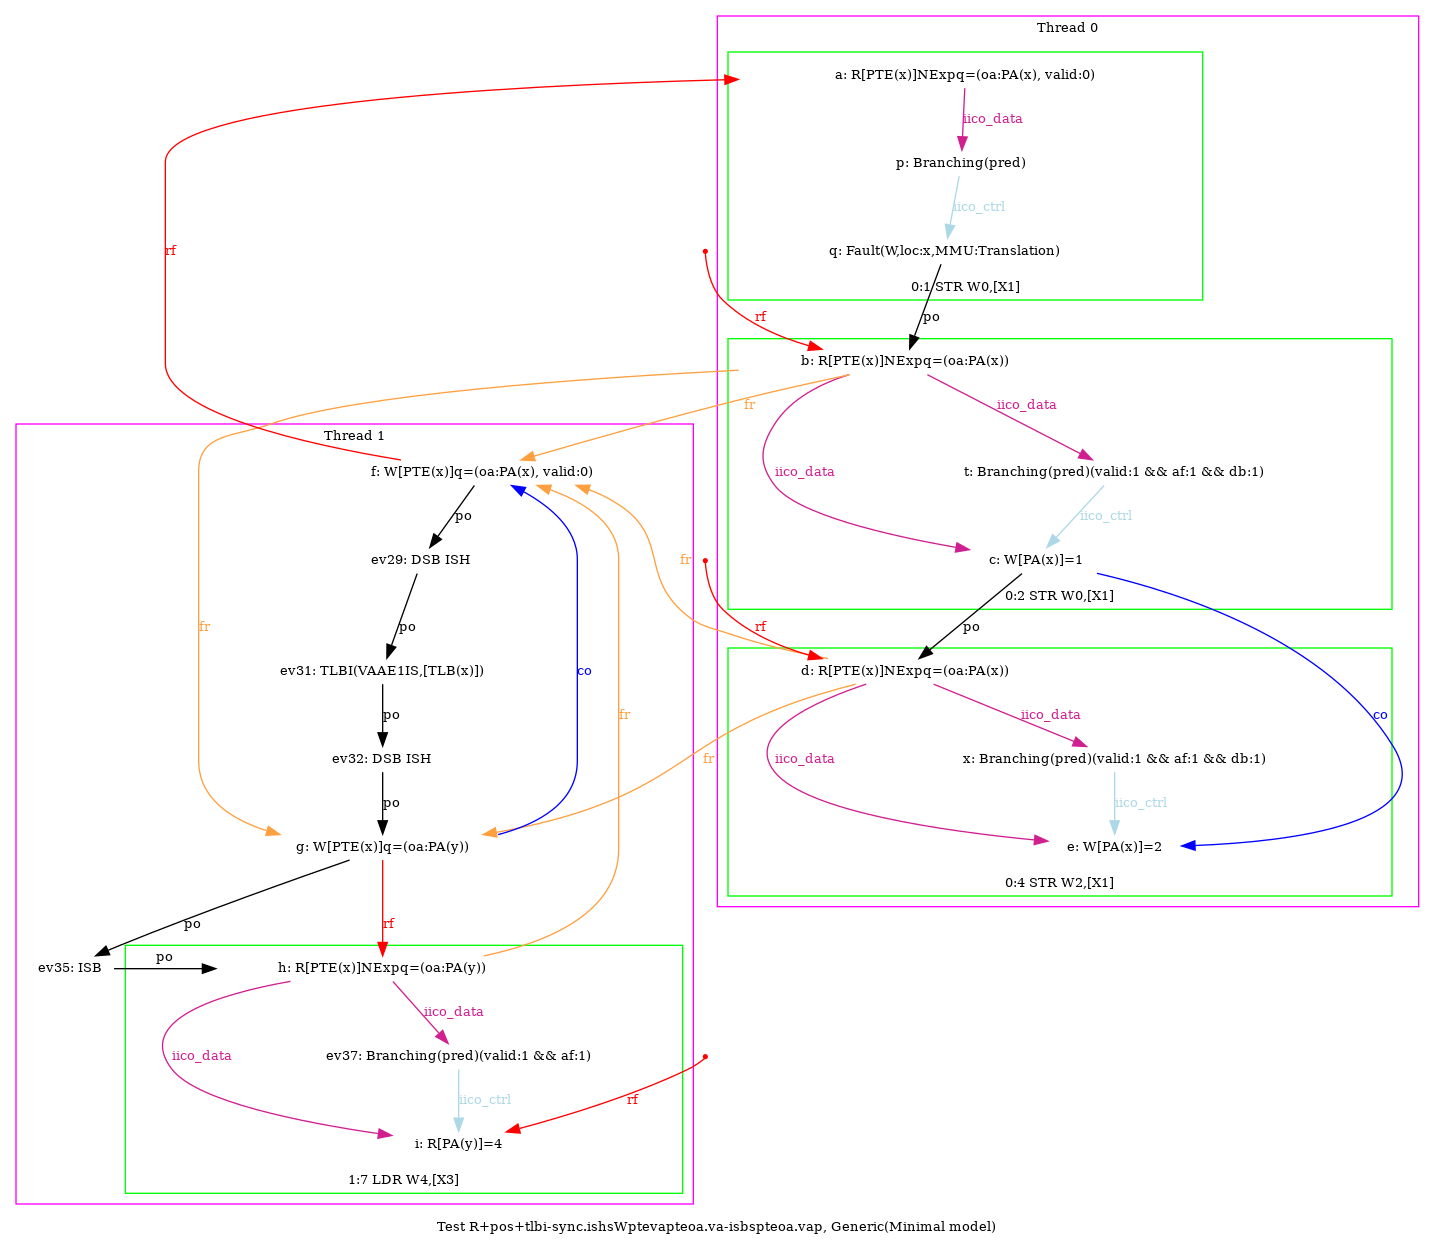 Thread 0
a: R[PTE(x)]NExpq=(oa:PA(x), valid:0)
iico_data
p: Branching(pred)
iico_ctrl
rf
q: Fault(W,loc:x,MMU:Translation)
0:1 STR W0,[X1]
rf
po
b: R[PTE(x)]NExpq=(oa:PA(x))
fr
iico_data
Thread 1
f: W[PTE(x)]q=(oa:PA(x), valid:0)
iico_data
t: Branching(pred)(valid:1 && af:1 && db:1)
po
iico_ctrl
ev29: DSB ISH
fr
c: W[PA(x)]=1
0:2 STR W0,[X1]
fr
po
rf
po
ev31: TLBI(VAAE1IS,[TLB(x)])
co
d: R[PTE(x)]NExpq=(oa:PA(x))
po
fr
iico_data
co
ev32: DSB ISH
fr
iico_data
x: Branching(pred)(valid:1 && af:1 && db:1)
po
iico_ctrl
g: W[PTE(x)]q=(oa:PA(y))
e: W[PA(x)]=2
0:4 STR W2,[X1]
po
rf
po
ev35: ISB
h: R[PTE(x)]NExpq=(oa:PA(y))
iico_data
iico_data
ev37: Branching(pred)(valid:1 && af:1)
iico_ctrl
rf
i: R[PA(y)]=4
1:7 LDR W4,[X3]
Test R+pos+tlbi-sync.ishsWptevapteoa.va-isbspteoa.vap, Generic(Minimal model)